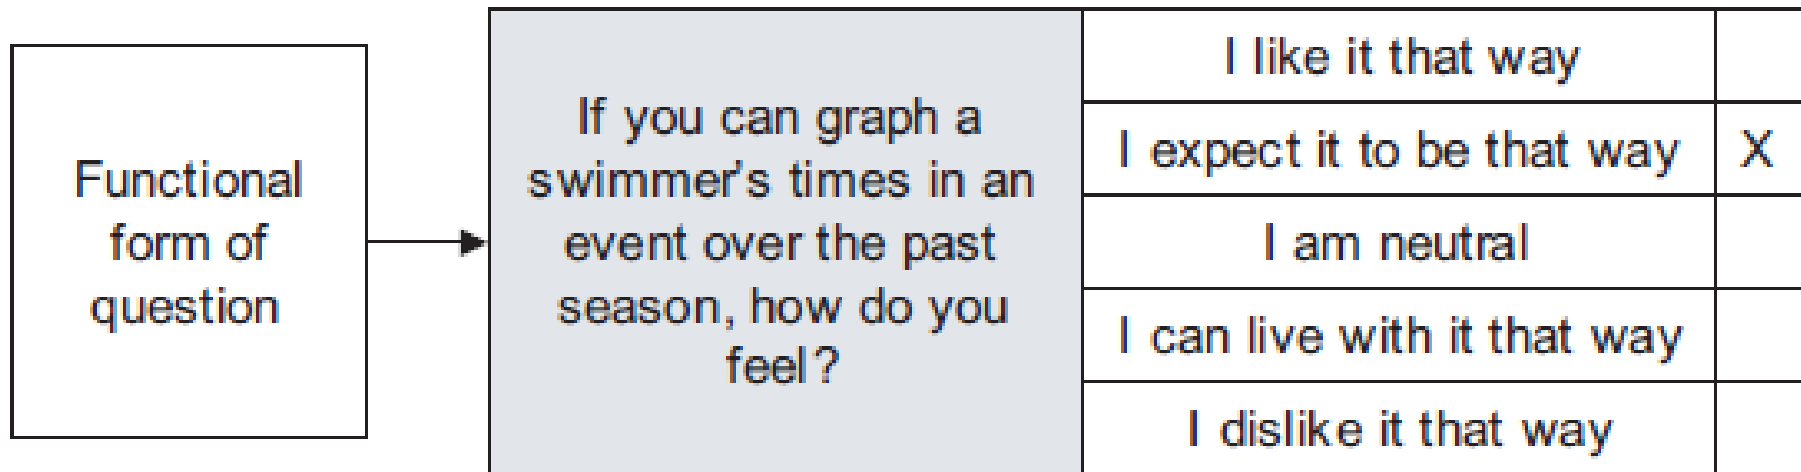 Functional
form of
question
If you can graph a
swimmer's times in an
event over the past
season, how do you
feel?
I like it that way
I expect it to be that way X
I am neutral
I can live with it that way
I dislike it that way